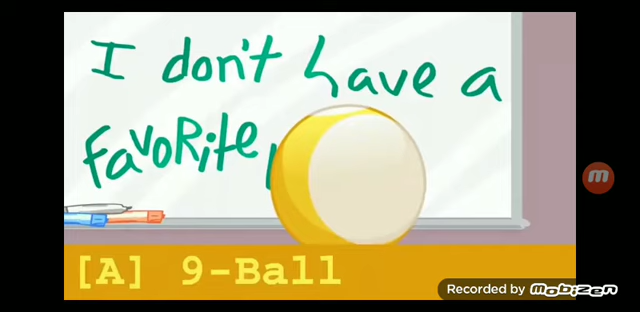 I don't have a
favoRite
[A] 9-Ball
Recorded by
mobizen